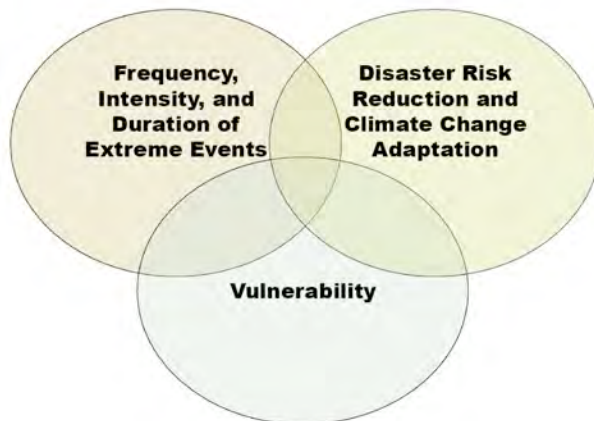 Frequency,
Intensity, and
Duration of
Extreme Events
Disaster Risk
Reduction and
Climate Change
Adaptation
Vulnerability